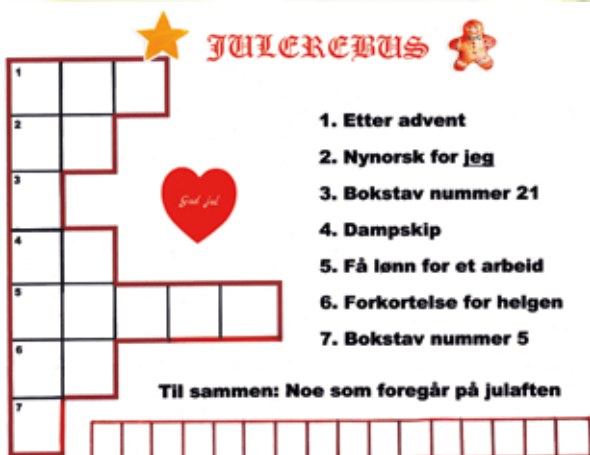 JULEREBUS
1. Etter advent
2. Nynorsk for jeg
3. Bokstav nummer 21
4. Dampskip
5. Få lønn for et arbeid
6. Forkortelse for helgen
7. Bokstav nummer 5
God jul
Til sammen: Noe som foregår på julaften
1
2
3
4
5
6
7